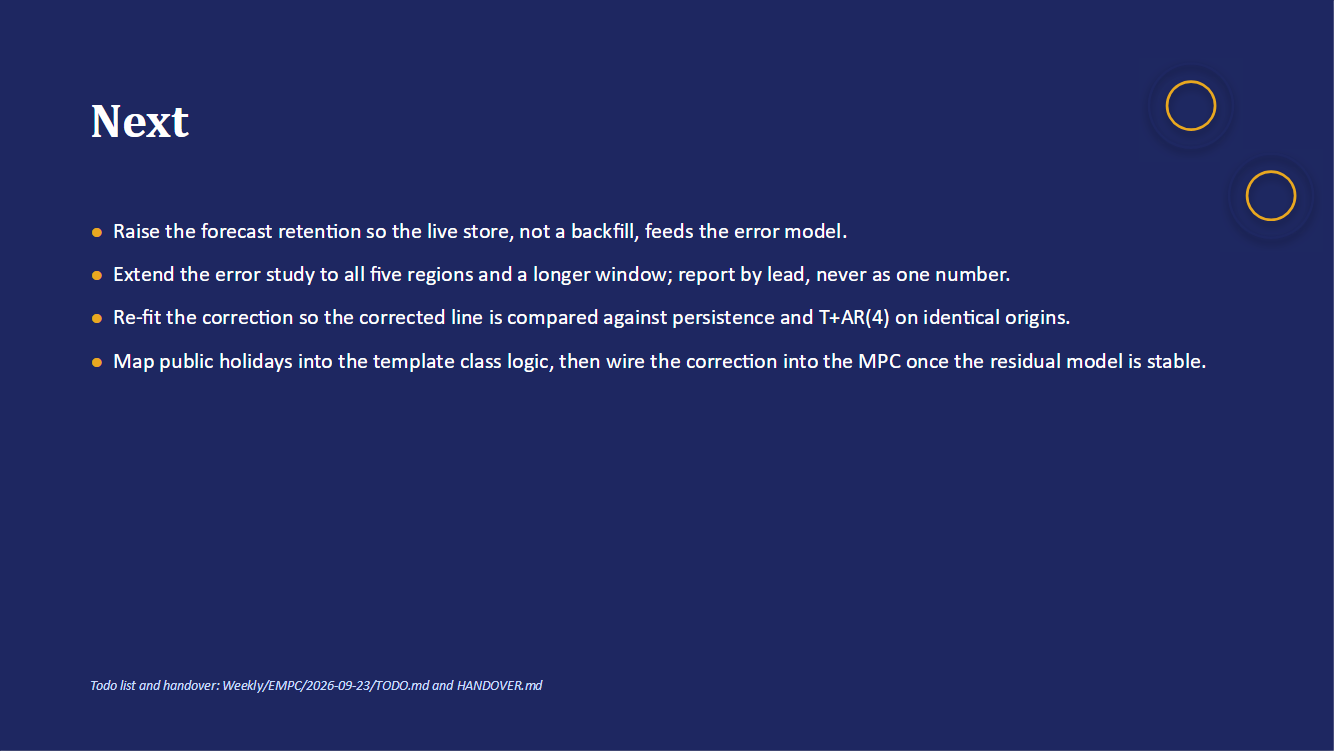 Next
Raise the forecast retention so the live store, not a backfill, feeds the error model.
Extend the error study to all five regions and a longer window; report by lead, never as one number.
Re-fit the correction so the corrected line is compared against persistence and T+AR(4) on identical origins.
Map public holidays into the template class logic, then wire the correction into the MPC once the residual model is stable.
Todo list and handover: Weekly/EMPC/2026-09-23/TODO.md and HANDOVER.md